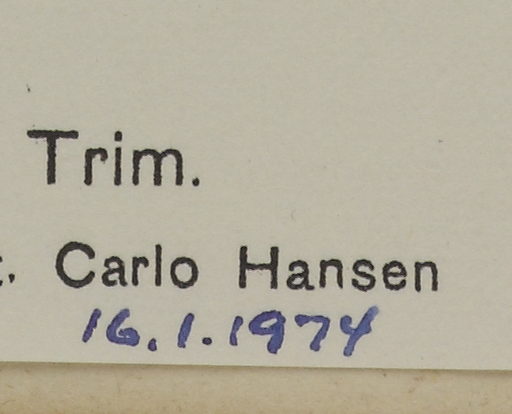 Trim.
t. Carlo Hansen
16.1.1974